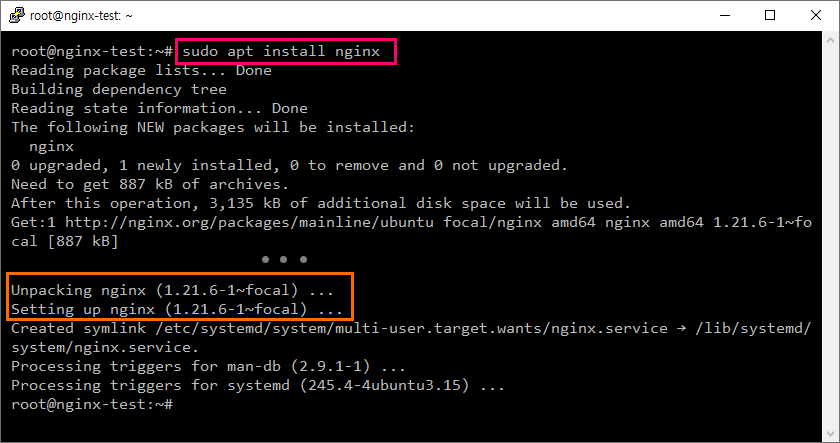 root@nginx-test: ~
root@nginx-test:~# sudo apt install nginx
Reading package lists... Done
Building dependency tree
Reading state information... Done
The following NEW packages will be installed:
  nginx
0 upgraded, 1 newly installed, 0 to remove and 0 not upgraded.
Need to get 887 kB of archives.
After this operation, 3,135 kB of additional disk space will be used.
Get:1 http://nginx.org/packages/mainline/ubuntu focal/nginx amd64 nginx amd64 1.21.6-1~fo
cal [887 kB]
● ● ●
Unpacking nginx (1.21.6-1~focal) ...
Setting up nginx (1.21.6-1~focal) ...
Created symlink /etc/systemd/system/multi-user.target.wants/nginx.service → /lib/systemd/
system/nginx.service.
Processing triggers for man-db (2.9.1-1) ...
Processing triggers for systemd (245.4-4ubuntu3.15) ...
root@nginx-test:~#